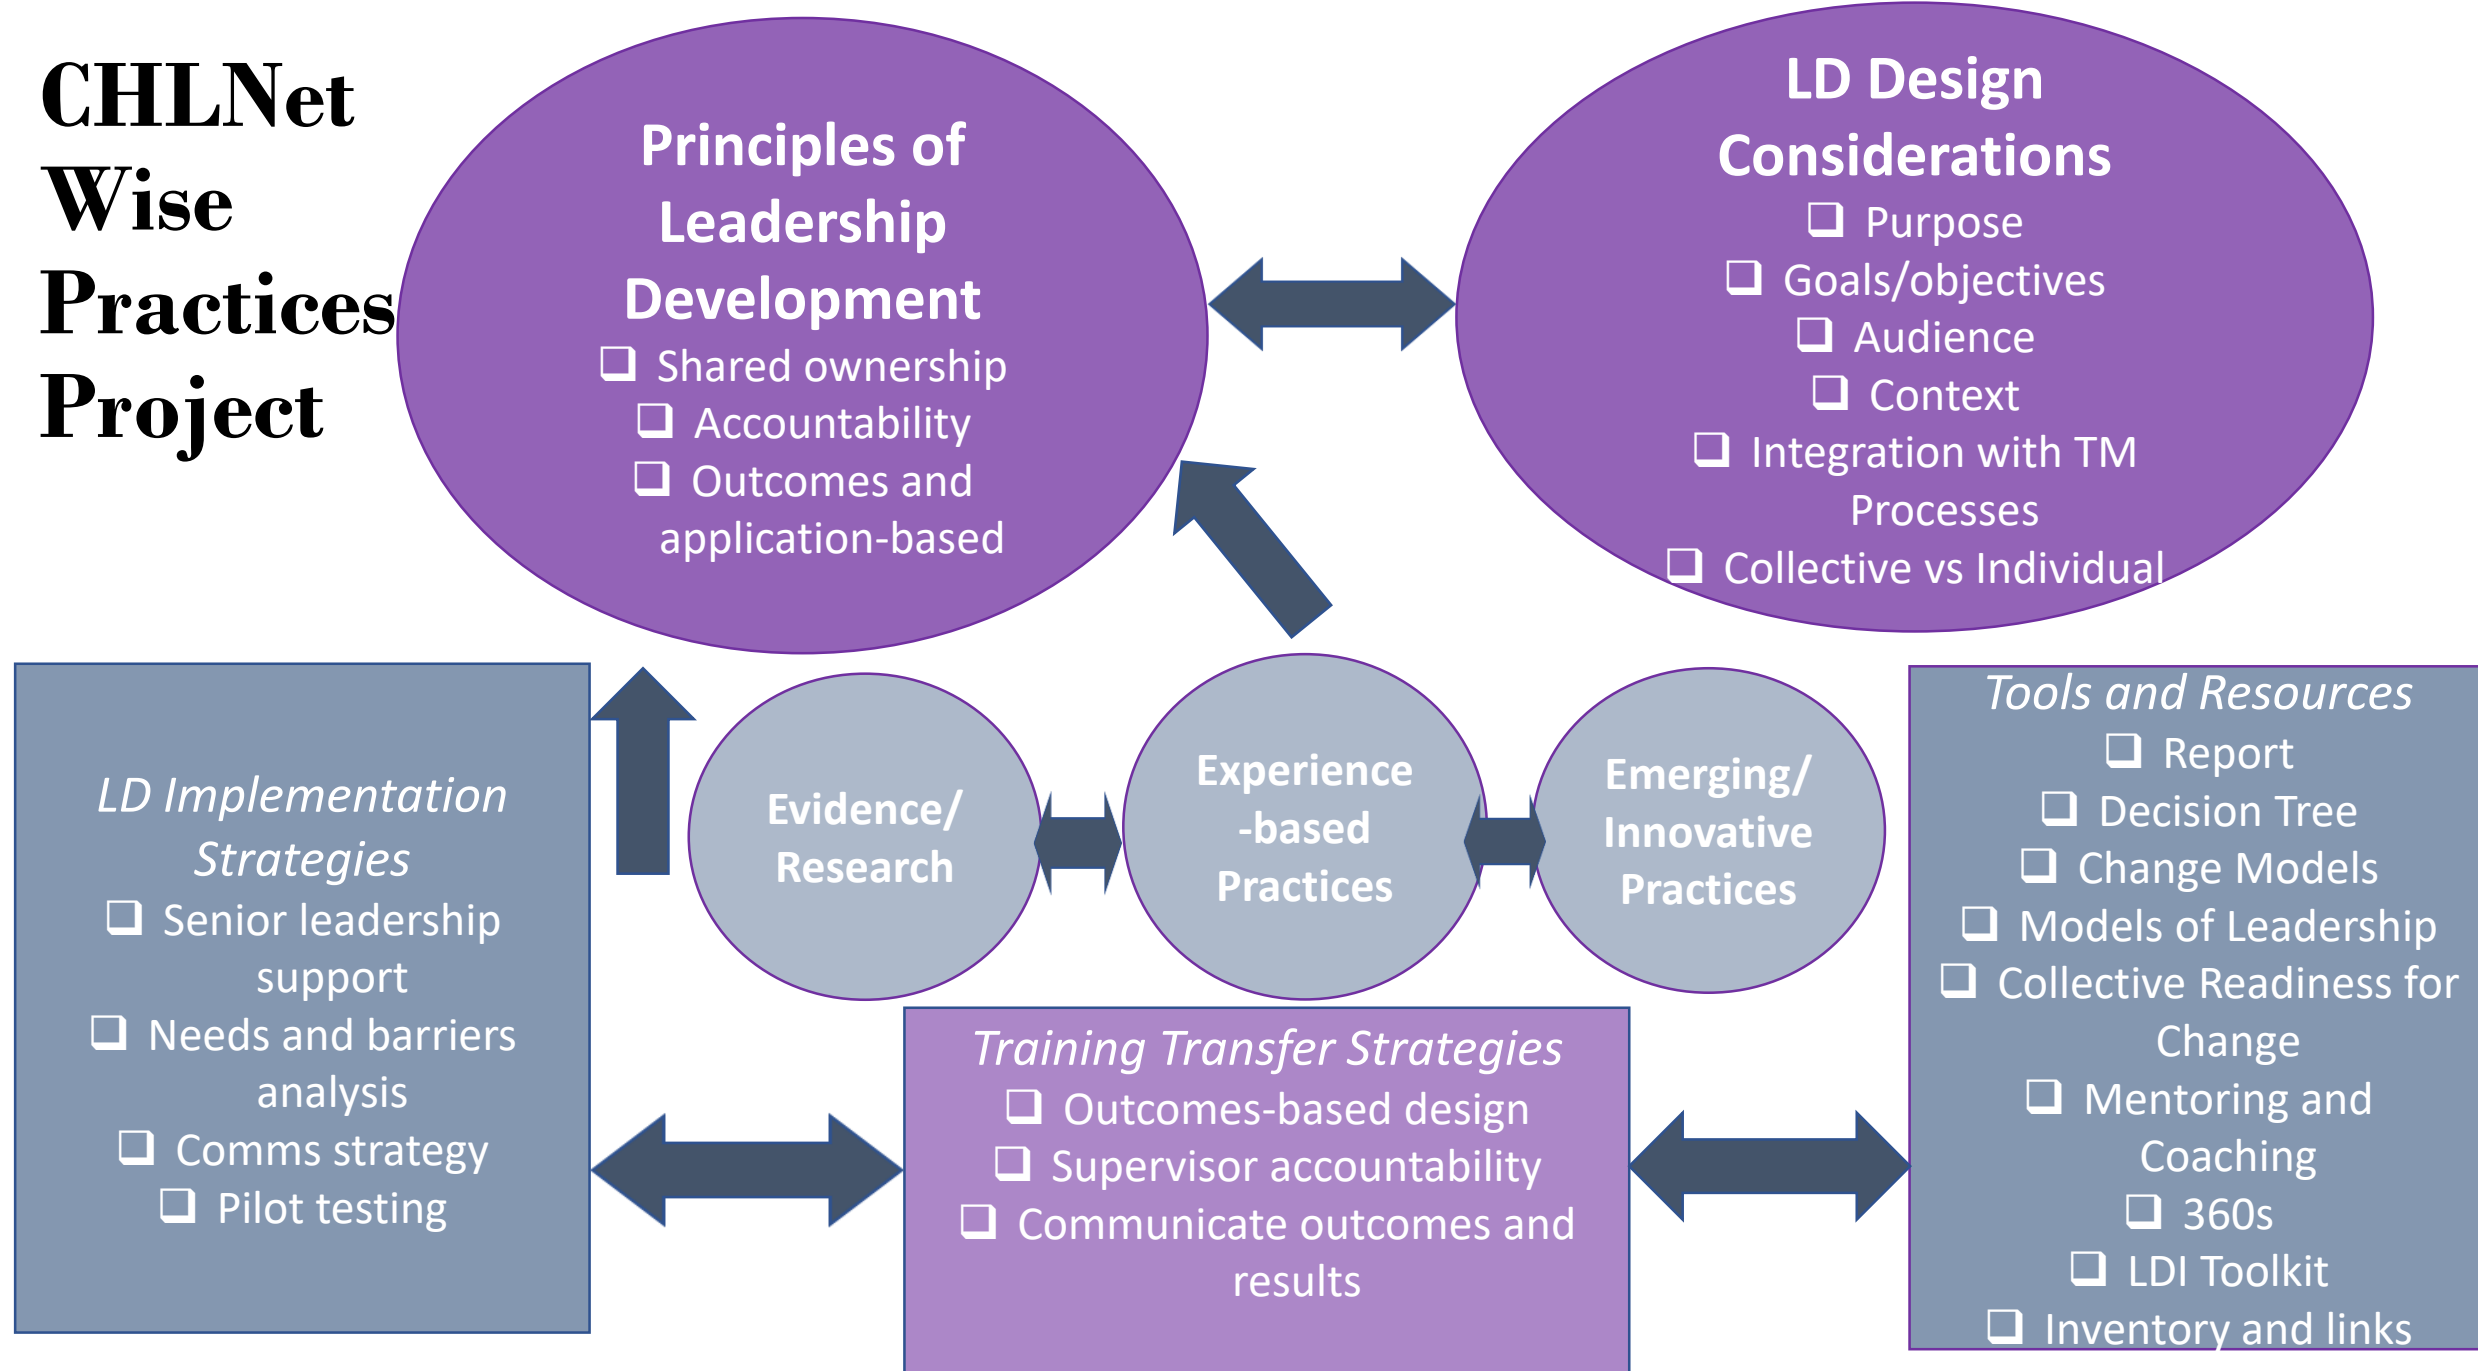 CHLNet
Wise
Practices
Project
Principles of
Leadership
Development
❑ Shared ownership
❑ Accountability
❑ Outcomes and
application-based
LD Design
Considerations
❑ Purpose
❑ Goals/objectives
❑ Audience
❑ Context
❑ Integration with TM
Processes
❑ Collective vs Individual
LD Implementation
Strategies
❑ Senior leadership
support
❑ Needs and barriers
analysis
❑ Comms strategy
❑ Pilot testing
Evidence/
Research
Experience
-based
Practices
Emerging/
Innovative
Practices
Training Transfer Strategies
❑ Outcomes-based design
❑ Supervisor accountability
❑ Communicate outcomes and
results
Tools and Resources
❑ Report
❑ Decision Tree
❑ Change Models
❑ Models of Leadership
❑ Collective Readiness for
Change
❑ Mentoring and
Coaching
❑ 360s
❑ LDI Toolkit
❑ Inventory and links